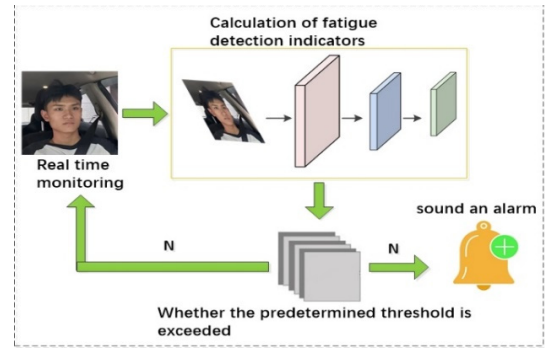 Calculation of fatigue
detection indicators
Real time
monitoring
sound an alarm
N
N
Whether the predetermined threshold is
exceeded